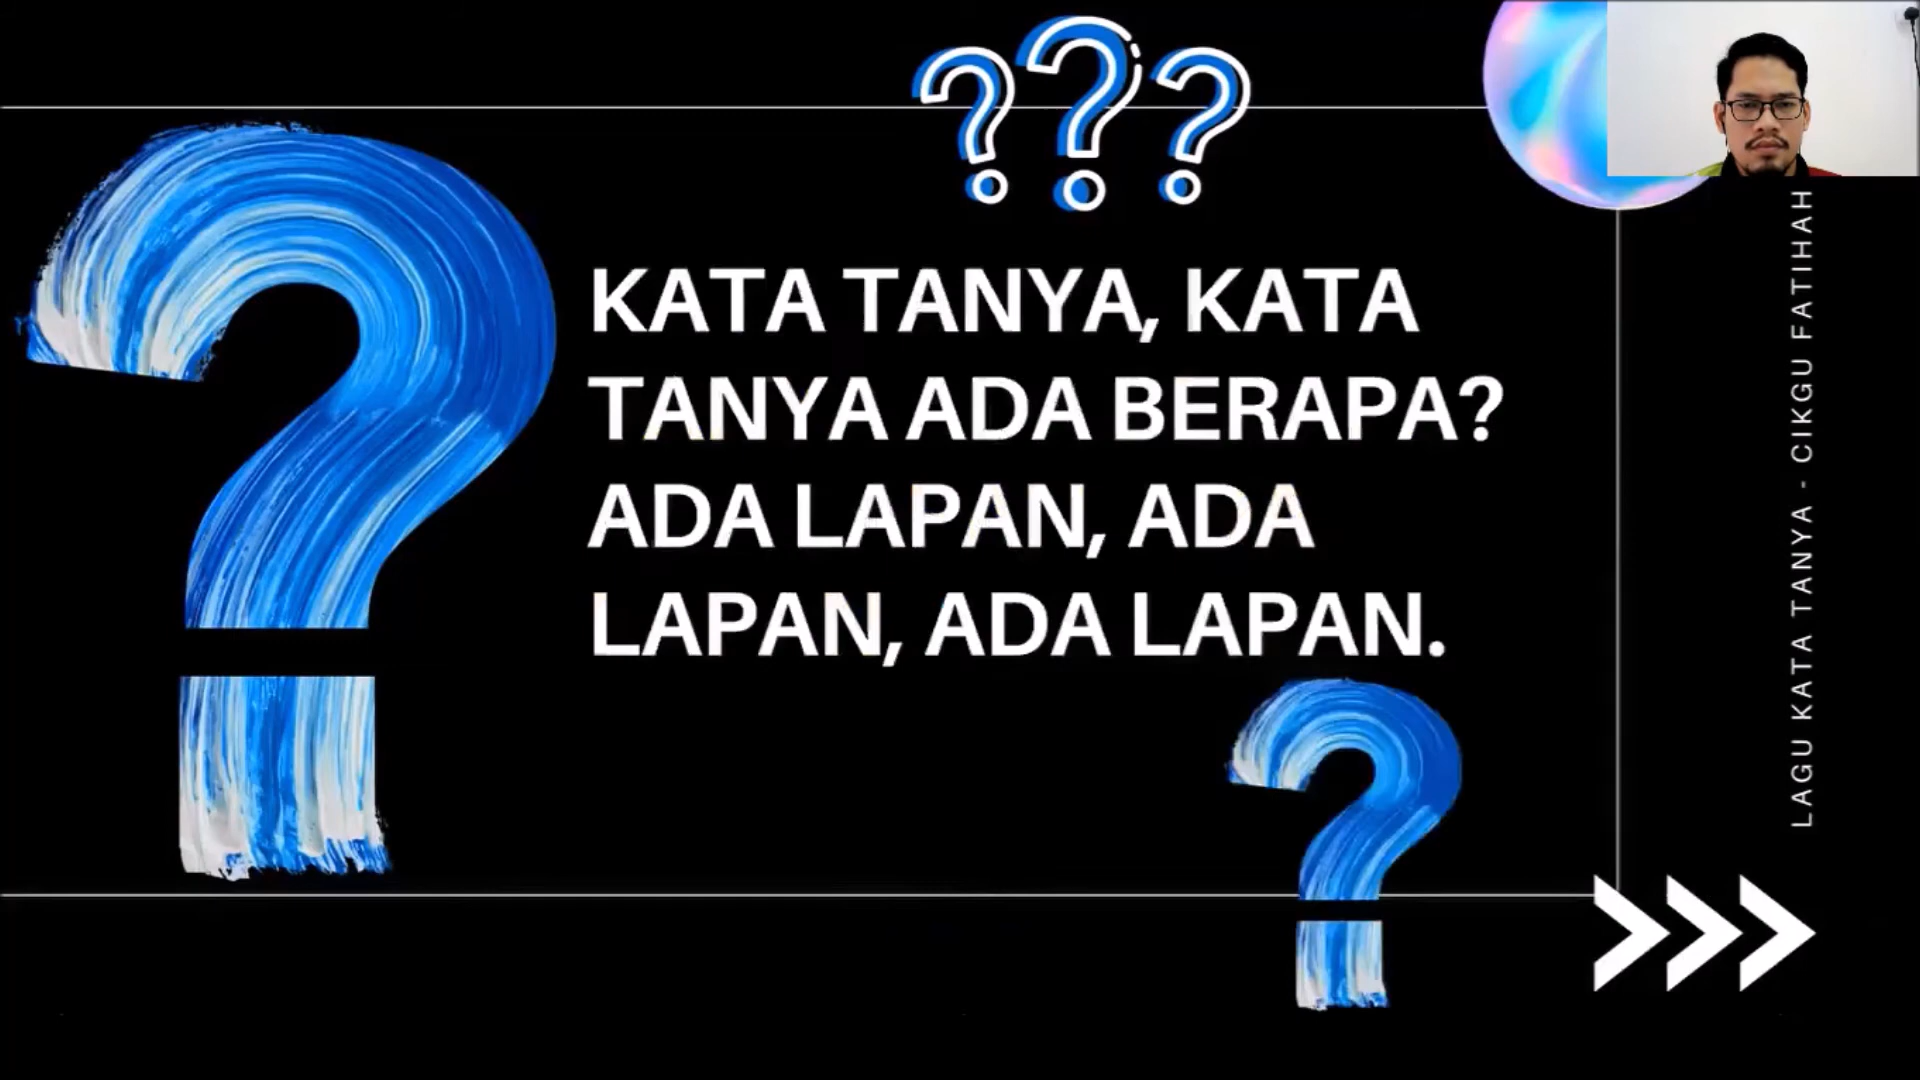 KATA TANYA, KATA
TANYA ADA BERAPA?
ADA LAPAN, ADA
LAPAN, ADA LAPAN.
LAGU KATA TANYA - CIKGU FATIHAH